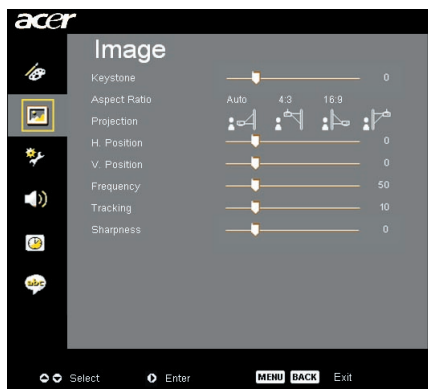 acer
Image
Keystone 0
Aspect Ratio Auto 4:3 16:9
Projection
H. Position 0
V. Position 0
Frequency 50
Tracking 10
Sharpness 0
abc
Select Enter MENU BACK Exit